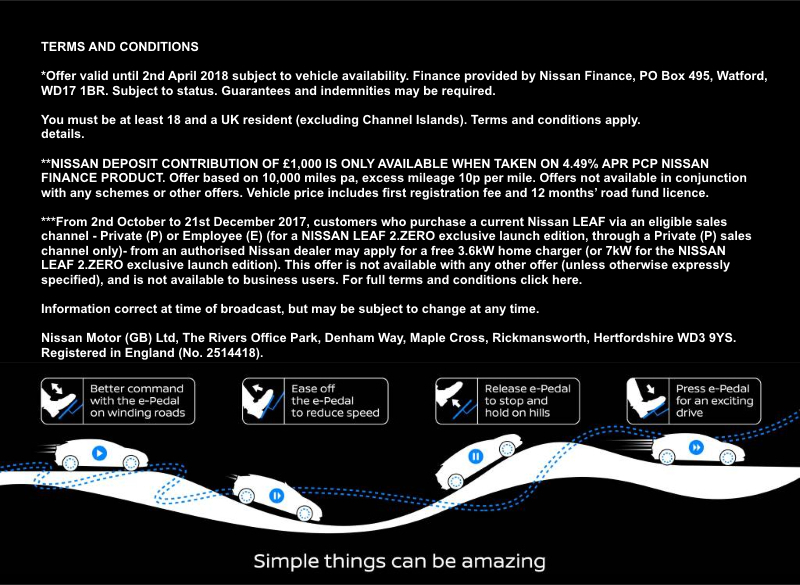 TERMS AND CONDITIONS
*Offer valid until 2nd April 2018 subject to vehicle availability. Finance provided by Nissan Finance, PO Box 495, Watford,
WD17 1BR. Subject to status. Guarantees and indemnities may be required.
You must be at least 18 and a UK resident (excluding Channel Islands). Terms and conditions apply.
details.
**NISSAN DEPOSIT CONTRIBUTION OF £1,000 IS ONLY AVAILABLE WHEN TAKEN ON 4.49% APR PCP NISSAN
FINANCE PRODUCT. Offer based on 10,000 miles pa, excess mileage 10p per mile. Offers not available in conjunction
with any schemes or other offers. Vehicle price includes first registration fee and 12 months’ road fund licence.
***From 2nd October to 21st December 2017, customers who purchase a current Nissan LEAF via an eligible sales
channel - Private (P) or Employee (E) (for a NISSAN LEAF 2.ZERO exclusive launch edition, through a Private (P) sales
channel only)- from an authorised Nissan dealer may apply for a free 3.6kW home charger (or 7kW for the NISSAN
LEAF 2.ZERO exclusive launch edition). This offer is not available with any other offer (unless otherwise expressly
specified), and is not available to business users. For full terms and conditions click here.
Information correct at time of broadcast, but may be subject to change at any time.
Nissan Motor (GB) Ltd, The Rivers Office Park, Denham Way, Maple Cross, Rickmansworth, Hertfordshire WD3 9YS.
Registered in England (No. 2514418).
Better command
with the e-Pedal
on winding roads
Ease off
the e-Pedal
to reduce speed
Release e-Pedal
to stop and
hold on hills
Press e-Pedal
for an exciting
drive
Simple things can be amazing